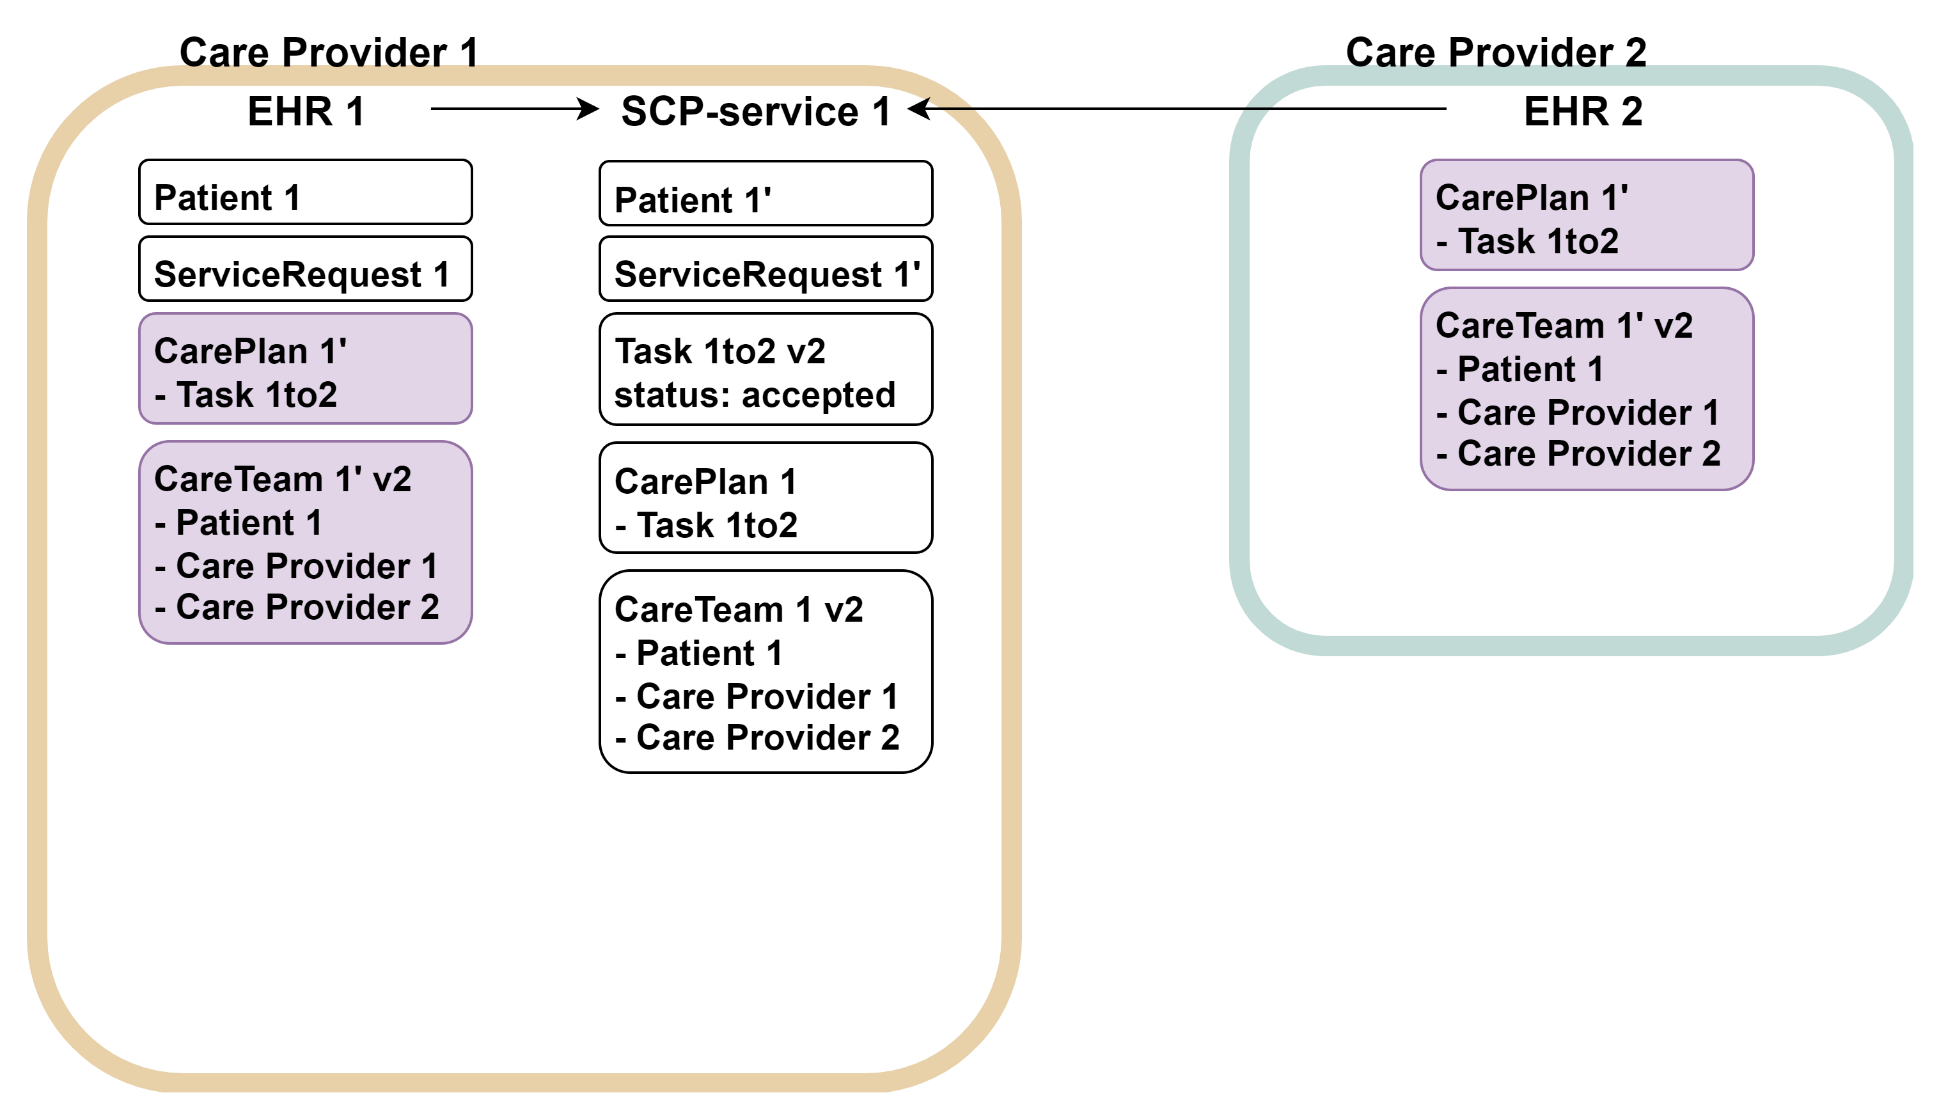 Care Provider 1
EHR 1
Patient 1
ServiceRequest 1
CarePlan 1'
- Task 1to2
CareTeam 1' v2
- Patient 1
- Care Provider 1
- Care Provider 2
SCP-service 1
Patient 1'
ServiceRequest 1'
Task 1to2 v2
status: accepted
CarePlan 1
- Task 1to2
CareTeam 1 v2
- Patient 1
- Care Provider 1
- Care Provider 2
Care Provider 2
EHR 2
CarePlan 1'
- Task 1to2
CareTeam 1' v2
- Patient 1
- Care Provider 1
- Care Provider 2